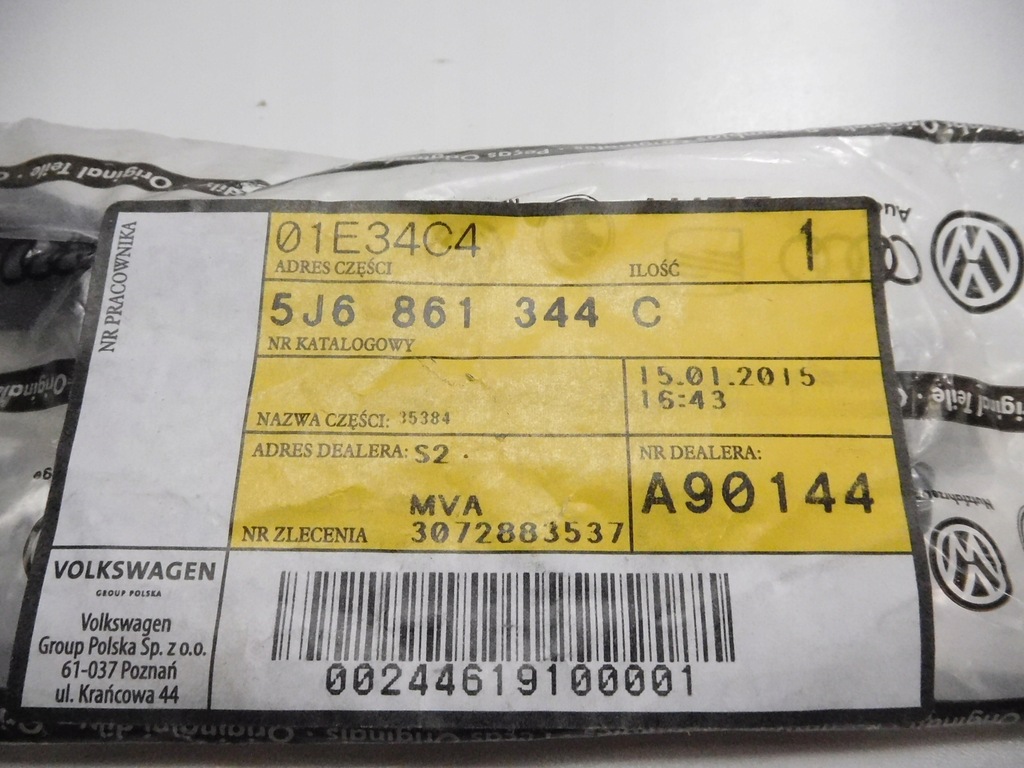 Original Teile
NR PRACOWNIKA
01E34C4
ADRES CZĘŚCI
ILOŚĆ
1
5J6 861 344 C
NR KATALOGOWY
15.01.2015
16:43
NAZWA CZĘŚCI: 35384
ADRES DEALERA: S2 .
NR DEALERA:
A90144
MVA
NR ZLECENIA 3072883537
VOLKSWAGEN
GROUP POLSKA
Volkswagen
Group Polska Sp. z o.o.
61-037 Poznań
ul. Krańcowa 44
00244619100001
Original Teile